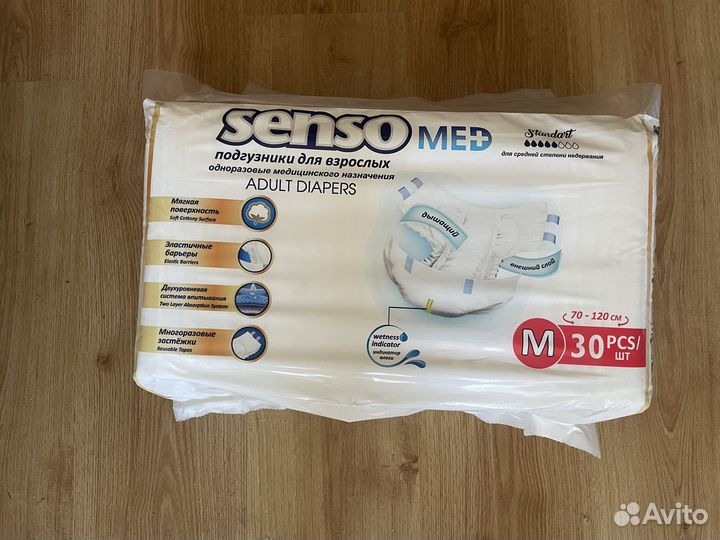 senso MED
Standart
для средней степени недержания
подгузники для взрослых
одноразовые медицинского назначения
ADULT DIAPERS
Мягкая
поверхность
Soft Cottony Surface
Эластичные
барьеры
Elastic Barriers
Двухуровневая
система впитывания
Two Layer Absorption System
Многоразовые
застёжки
Reusable Tapes
дышащий
внешний слой
wetness
indicator
индикатор
влаги
70 - 120 см
M 30 PCS/
шт
Avito